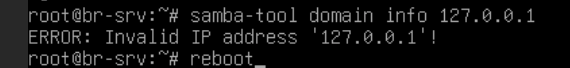 root@br-srv:~# samba-tool domain info 127.0.0.1
ERROR: Invalid IP address '127.0.0.1'!
root@br-srv:~# reboot_